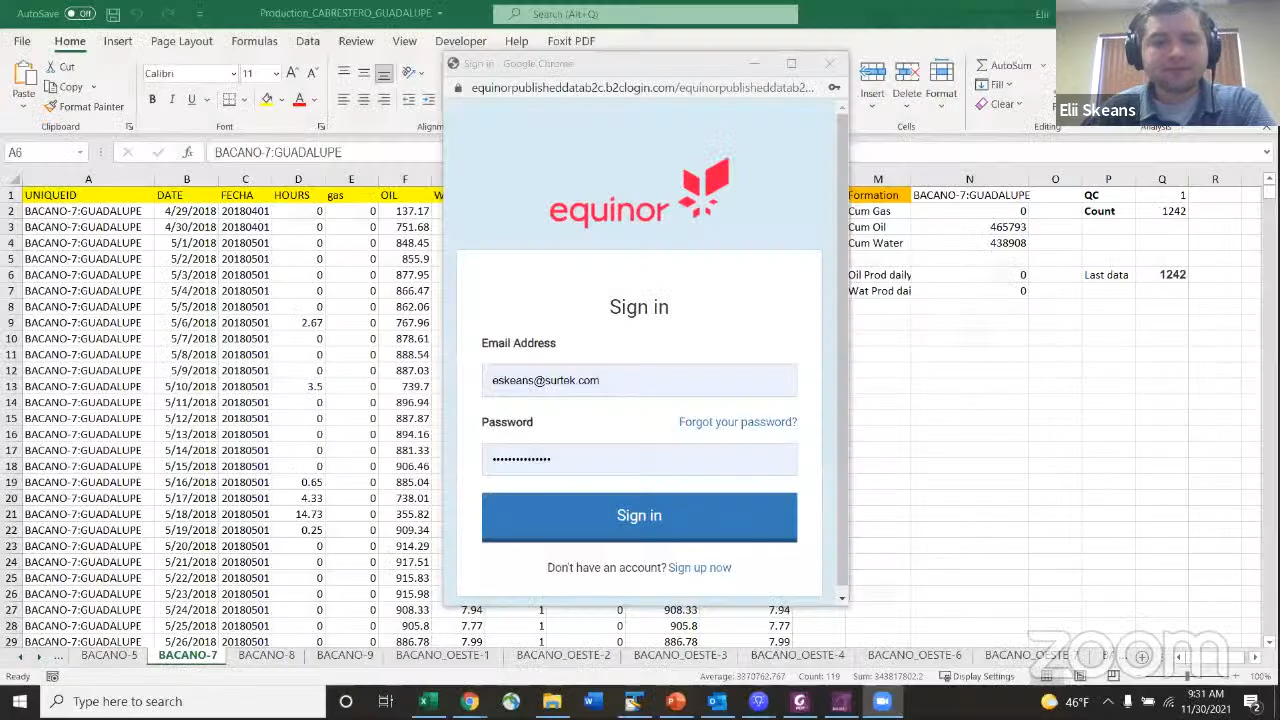 AutoSave Off Production_CABRESTERO_GUADALUPE Search (Alt+Q) Elii
File Home Insert Page Layout Formulas Data Review View Developer Help Foxit PDF
Paste Cut Copy Format Painter Clipboard
Calibri 11 B I U Font Alignment
Insert Delete Format Cells
AutoSum Fill Clear Editing Analysis
Elii Skeans
A6 fx BACANO-7:GUADALUPE
A B C D E F M N O P Q R
1 UNIQUEID DATE FECHA HOURS gas OIL W Formation BACANO-7:GUADALUPE QC 1
2 BACANO-7:GUADALUPE 4/29/2018 20180401 0 0 137.17 Cum Gas 0 Count 1242
3 BACANO-7:GUADALUPE 4/30/2018 20180401 0 0 751.68 Cum Oil 465793
4 BACANO-7:GUADALUPE 5/1/2018 20180501 0 0 848.45 Cum Water 438908
5 BACANO-7:GUADALUPE 5/2/2018 20180501 0 0 855.9
6 BACANO-7:GUADALUPE 5/3/2018 20180501 0 0 877.95 Oil Prod daily 0 Last data 1242
7 BACANO-7:GUADALUPE 5/4/2018 20180501 0 0 866.47 Wat Prod dai 0
8 BACANO-7:GUADALUPE 5/5/2018 20180501 0 0 862.06
9 BACANO-7:GUADALUPE 5/6/2018 20180501 2.67 0 767.96
10 BACANO-7:GUADALUPE 5/7/2018 20180501 0 0 878.61
11 BACANO-7:GUADALUPE 5/8/2018 20180501 0 0 888.54
12 BACANO-7:GUADALUPE 5/9/2018 20180501 0 0 887.03
13 BACANO-7:GUADALUPE 5/10/2018 20180501 3.5 0 739.7
14 BACANO-7:GUADALUPE 5/11/2018 20180501 0 0 896.94
15 BACANO-7:GUADALUPE 5/12/2018 20180501 0 0 887.87
16 BACANO-7:GUADALUPE 5/13/2018 20180501 0 0 894.16
17 BACANO-7:GUADALUPE 5/14/2018 20180501 0 0 881.33
18 BACANO-7:GUADALUPE 5/15/2018 20180501 0 0 906.46
19 BACANO-7:GUADALUPE 5/16/2018 20180501 0.65 0 885.04
20 BACANO-7:GUADALUPE 5/17/2018 20180501 4.33 0 738.01
21 BACANO-7:GUADALUPE 5/18/2018 20180501 14.73 0 355.82
22 BACANO-7:GUADALUPE 5/19/2018 20180501 0.25 0 909.34
23 BACANO-7:GUADALUPE 5/20/2018 20180501 0 0 914.29
24 BACANO-7:GUADALUPE 5/21/2018 20180501 0 0 917.51
25 BACANO-7:GUADALUPE 5/22/2018 20180501 0 0 915.83
26 BACANO-7:GUADALUPE 5/23/2018 20180501 0 0 915.98
27 BACANO-7:GUADALUPE 5/24/2018 20180501 0 0 908.33 7.94 1 0 908.33 7.94
28 BACANO-7:GUADALUPE 5/25/2018 20180501 0 0 905.8 7.77 1 0 905.8 7.77
29 BACANO-7:GUADALUPE 5/26/2018 20180501 0 0 886.78 7.99 1 0 886.78 7.99
Sign in - Google Chrome
equinorpublisheddatab2c.b2clogin.com/equinorpublisheddatab2...
equinor
Sign in
Email Address
eskeans@surtek.com
Password Forgot your password?
Sign in
Don't have an account? Sign up now
... BACANO-5 BACANO-7 BACANO-8 BACANO-9 BACANO_OESTE-1 BACANO_OESTE-2 BACANO_OESTE-3 BACANO_OESTE-4 BACANO_OESTE-6
zoom
Ready Average: 3370762.767 Count: 119 Sum: 343817802.2 Display Settings 100%
Type here to search 46°F 9:31 AM
11/30/2021 2